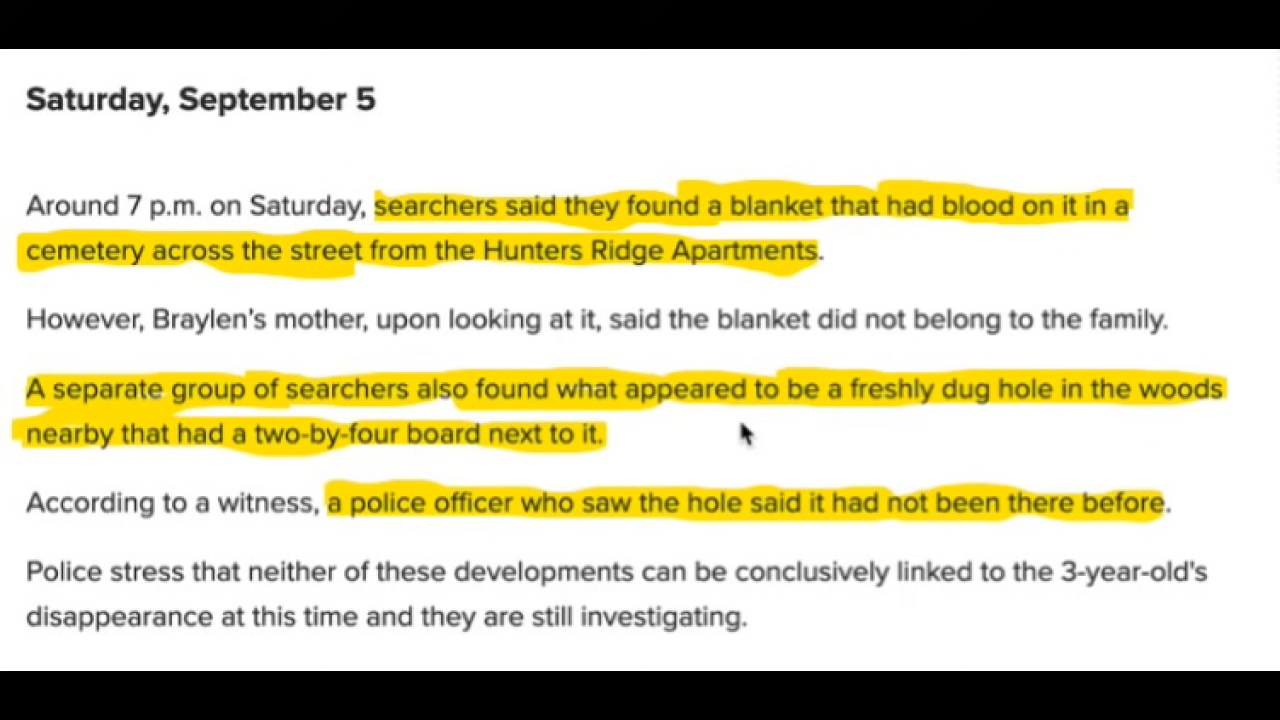 Saturday, September 5
Around 7 p.m. on Saturday, searchers said they found a blanket that had blood on it in a
cemetery across the street from the Hunters Ridge Apartments.
However, Braylen's mother, upon looking at it, said the blanket did not belong to the family.
A separate group of searchers also found what appeared to be a freshly dug hole in the woods
nearby that had a two-by-four board next to it.
According to a witness, a police officer who saw the hole said it had not been there before.
Police stress that neither of these developments can be conclusively linked to the 3-year-old's
disappearance at this time and they are still investigating.